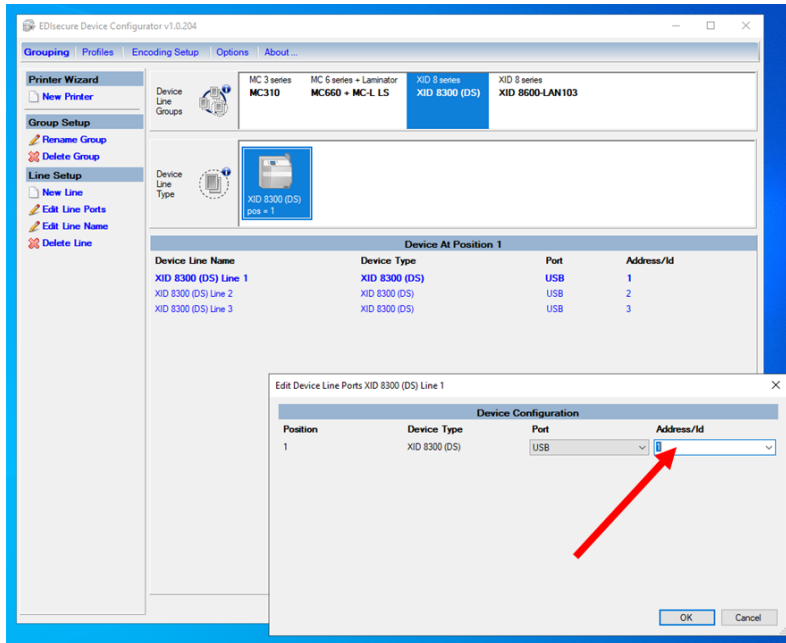 EDIsecure Device Configurator v1.0.204
Grouping Profiles Encoding Setup Options About...
Printer Wizard
New Printer
Group Setup
Rename Group
Delete Group
Line Setup
New Line
Edit Line Ports
Edit Line Name
Delete Line
Device
Line
Groups
MC 3 series MC 6 series + Laminator XID 8 series XID 8 series
MC310 MC660 + MC-L LS XID 8300 (DS) XID 8600-LAN103
Device
Line
Type
XID 8300 (DS)
pos = 1
Device At Position 1
Device Line Name Device Type Port Address/Id
XID 8300 (DS) Line 1 XID 8300 (DS) USB 1
XID 8300 (DS) Line 2 XID 8300 (DS) USB 2
XID 8300 (DS) Line 3 XID 8300 (DS) USB 3
Edit Device Line Ports XID 8300 (DS) Line 1
Device Configuration
Position Device Type Port Address/Id
1 XID 8300 (DS) USB 1
OK Cancel